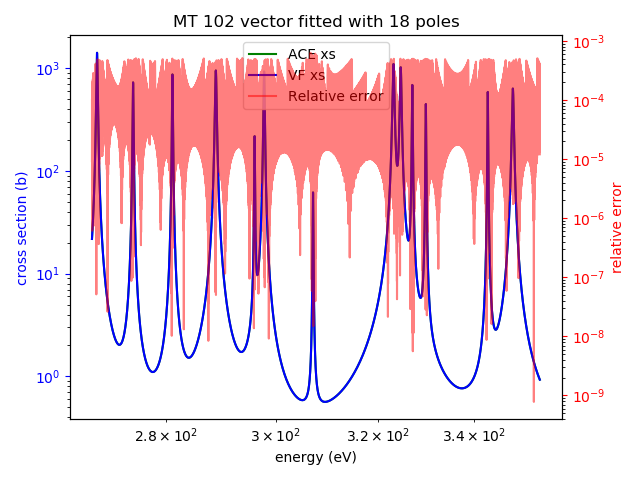 MT 102 vector fitted with 18 poles
ACE xs
VF xs
Relative error
cross section (b)
10³
10²
10¹
10⁰
10⁻³
10⁻⁴
10⁻⁵
10⁻⁶
10⁻⁷
10⁻⁸
10⁻⁹
relative error
2.8 × 10² 3 × 10² 3.2 × 10² 3.4 × 10²
energy (eV)